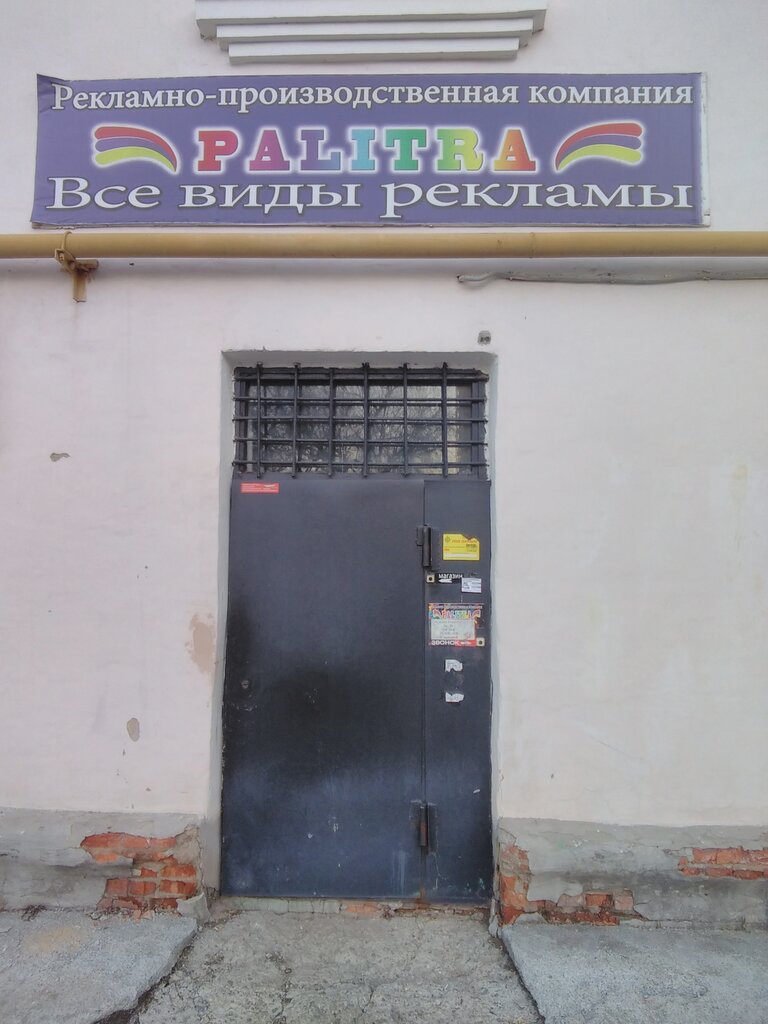 Рекламно-производственная компания
PALITRA
Все виды рекламы
магазин
ЗВОНОК